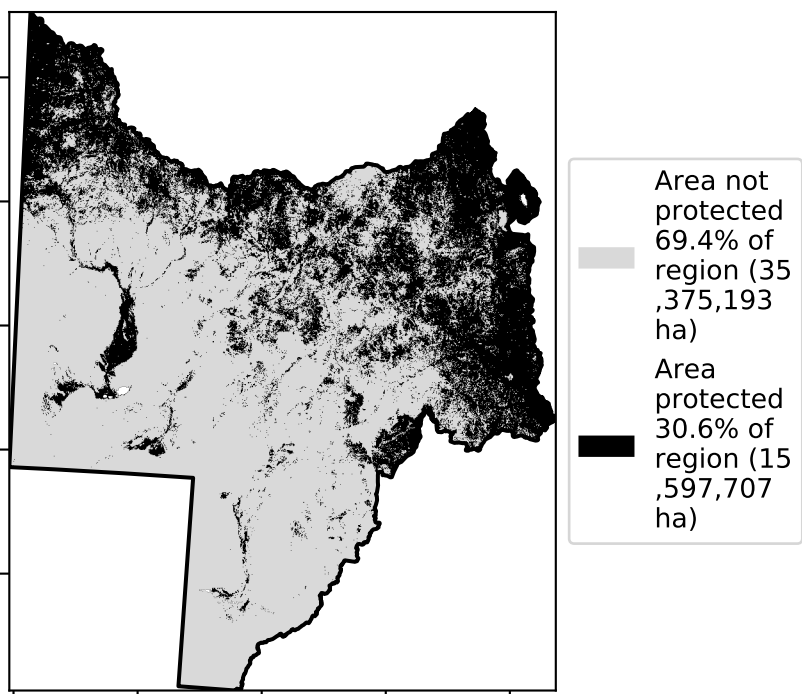 Area not
protected
69.4% of
region (35
,375,193
ha)
Area
protected
30.6% of
region (15
,597,707
ha)